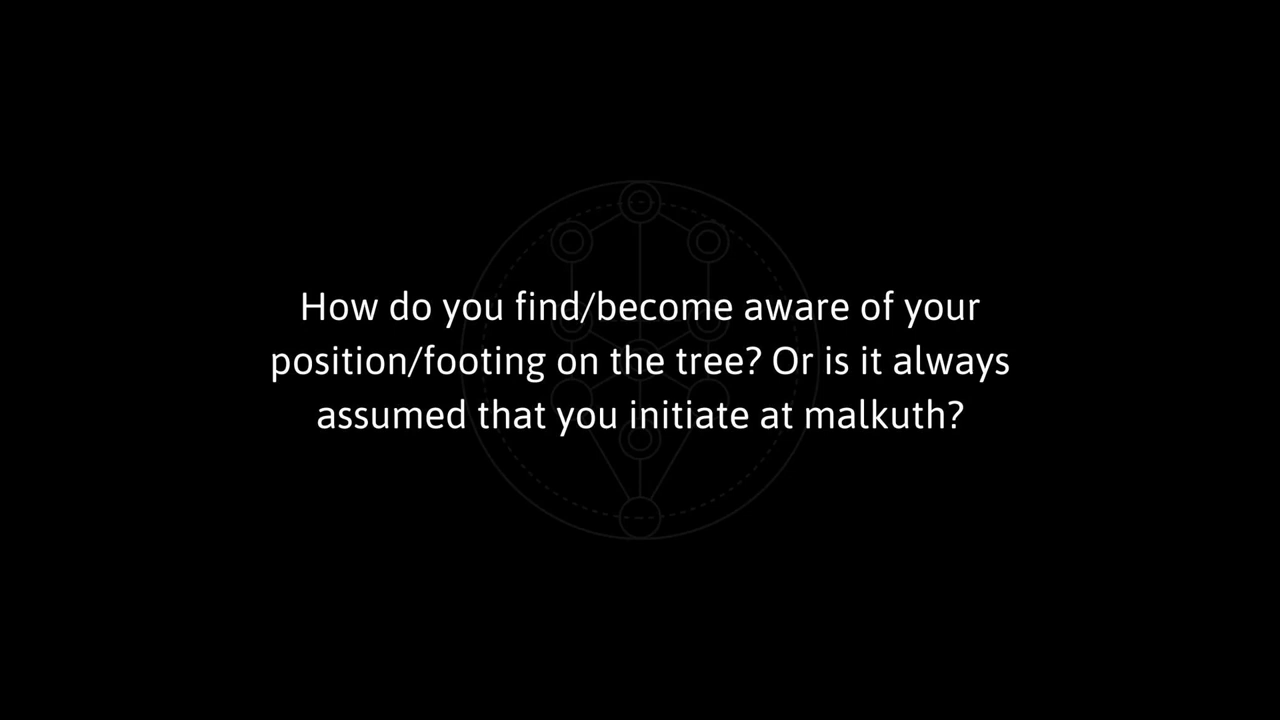 How do you find/become aware of your
position/footing on the tree? Or is it always
assumed that you initiate at malkuth?